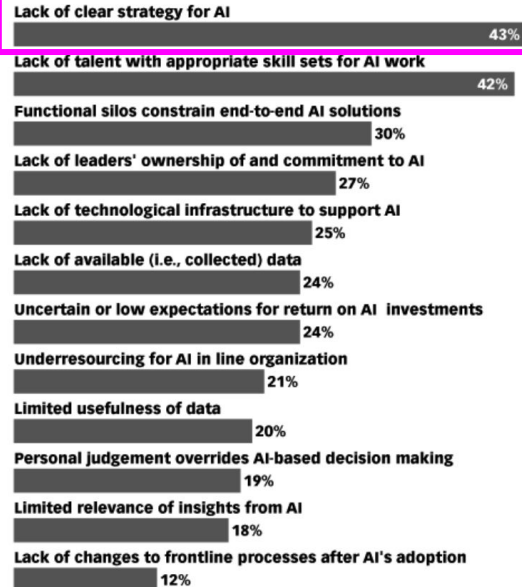 Lack of clear strategy for AI
43%
Lack of talent with appropriate skill sets for AI work
42%
Functional silos constrain end-to-end AI solutions
30%
Lack of leaders' ownership of and commitment to AI
27%
Lack of technological infrastructure to support AI
25%
Lack of available (i.e., collected) data
24%
Uncertain or low expectations for return on AI investments
24%
Underresourcing for AI in line organization
21%
Limited usefulness of data
20%
Personal judgement overrides AI-based decision making
19%
Limited relevance of insights from AI
18%
Lack of changes to frontline processes after AI's adoption
12%